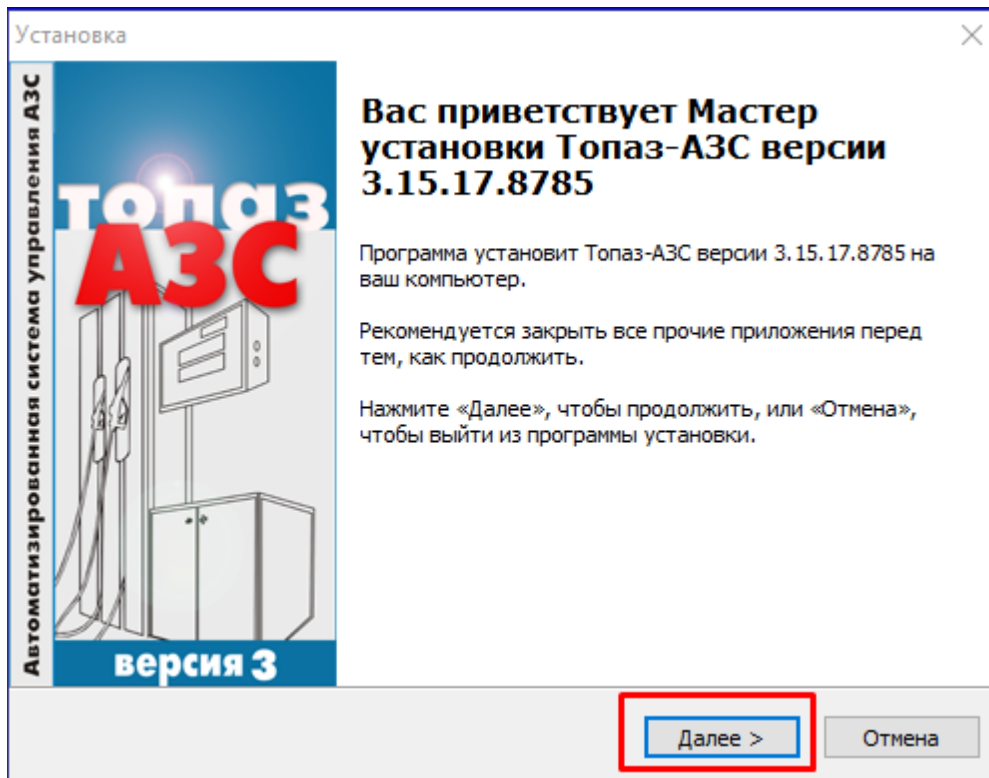 Установка
Автоматизированная система управления АЗС
топаз
АЗС
версия 3
Вас приветствует Мастер
установки Топаз-АЗС версии
3.15.17.8785
Программа установит Топаз-АЗС версии 3.15.17.8785 на
ваш компьютер.
Рекомендуется закрыть все прочие приложения перед
тем, как продолжить.
Нажмите «Далее», чтобы продолжить, или «Отмена»,
чтобы выйти из программы установки.
Далее >
Отмена